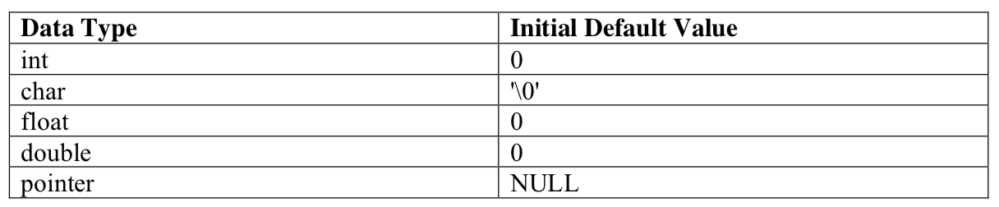 Data Type Initial Default Value
int 0
char '\0'
float 0
double 0
pointer NULL